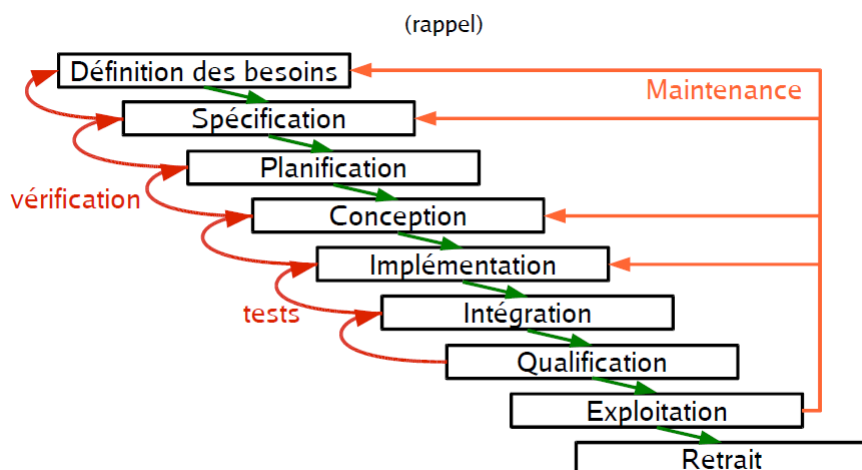 (rappel)
Définition des besoins
Maintenance
Spécification
Planification
vérification
Conception
Implémentation
tests
Intégration
Qualification
Exploitation
Retrait